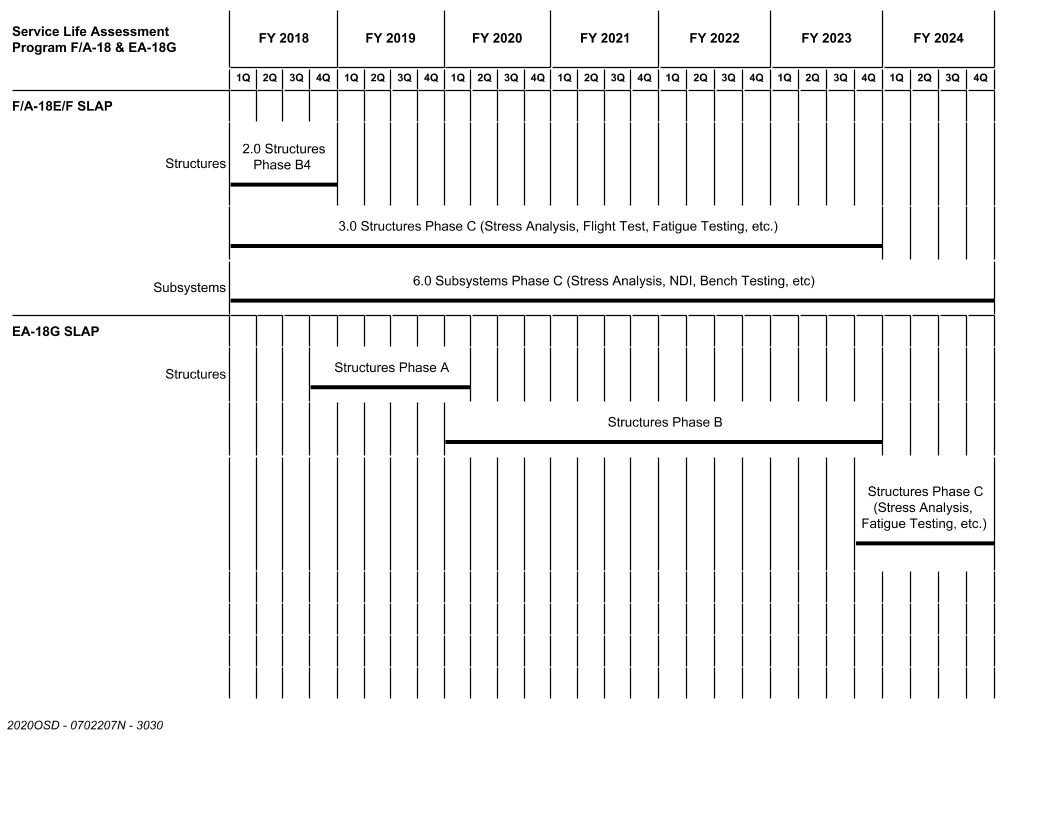 Service Life Assessment
Program F/A-18 & EA-18G
FY 2018 FY 2019 FY 2020 FY 2021 FY 2022 FY 2023 FY 2024
1Q 2Q 3Q 4Q 1Q 2Q 3Q 4Q 1Q 2Q 3Q 4Q 1Q 2Q 3Q 4Q 1Q 2Q 3Q 4Q 1Q 2Q 3Q 4Q 1Q 2Q 3Q 4Q
F/A-18E/F SLAP
Structures
2.0 Structures
Phase B4
3.0 Structures Phase C (Stress Analysis, Flight Test, Fatigue Testing, etc.)
Subsystems
6.0 Subsystems Phase C (Stress Analysis, NDI, Bench Testing, etc)
EA-18G SLAP
Structures
Structures Phase A
Structures Phase B
Structures Phase C
(Stress Analysis,
Fatigue Testing, etc.)
2020OSD - 0702207N - 3030